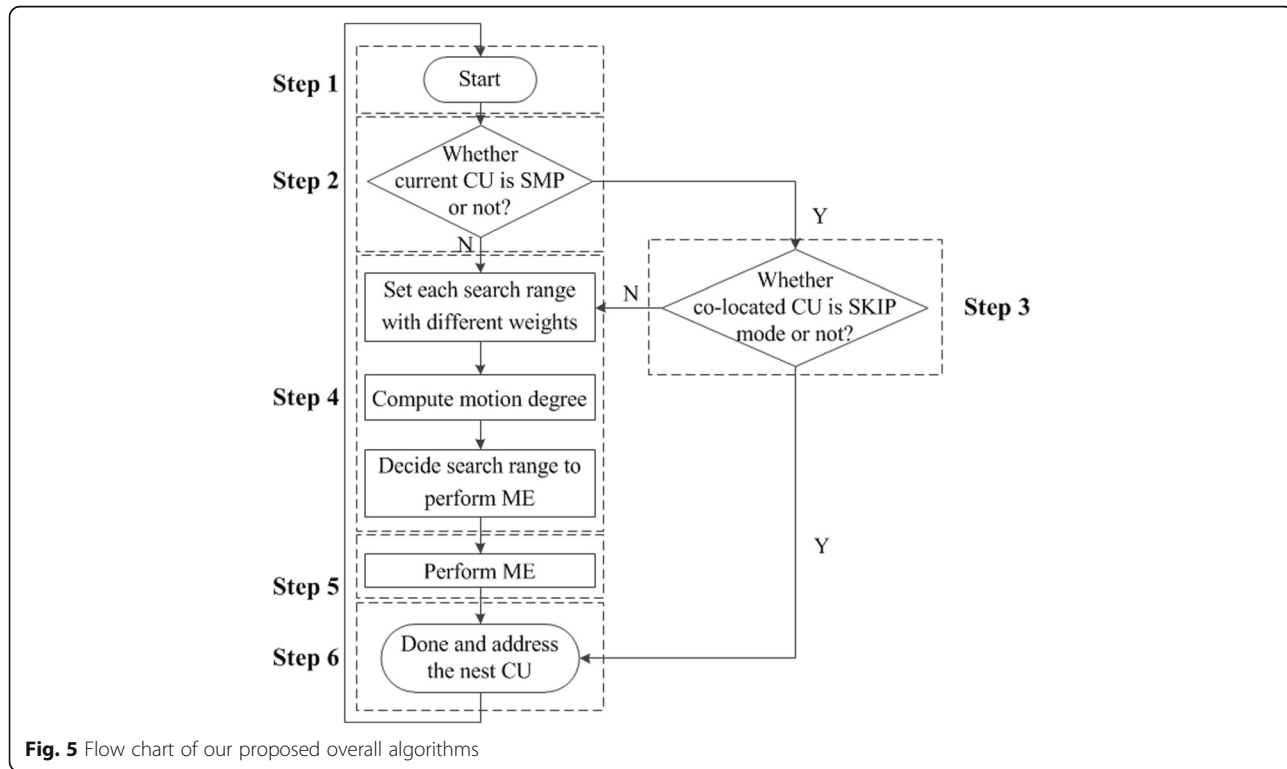 Step 1
Start
Step 2
Whether
current CU is SMP
or not?
Y
N
Step 3
Whether
co-located CU is SKIP
mode or not?
N
Y
Step 4
Set each search range
with different weights
Compute motion degree
Decide search range to
perform ME
Step 5
Perform ME
Step 6
Done and address
the nest CU
Fig. 5 Flow chart of our proposed overall algorithms